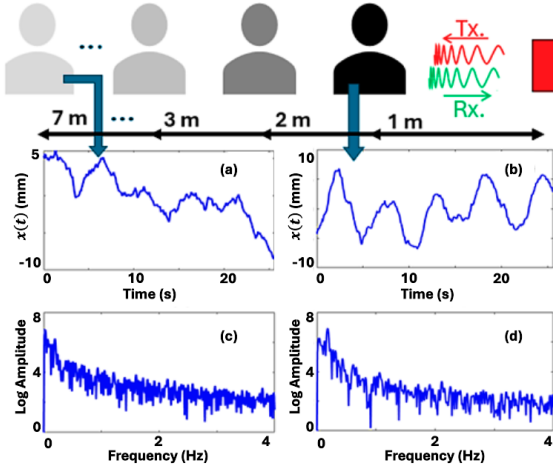 Tx.
Rx.
7 m
3 m
2 m
1 m
(a)
5
-10
x(t) (mm)
0 10 20
Time (s)
(b)
10
-10
x(t) (mm)
0 10 20
Time (s)
(c)
8
4
0
Log Amplitude
0 2 4
Frequency (Hz)
(d)
8
4
0
Log Amplitude
0 2 4
Frequency (Hz)